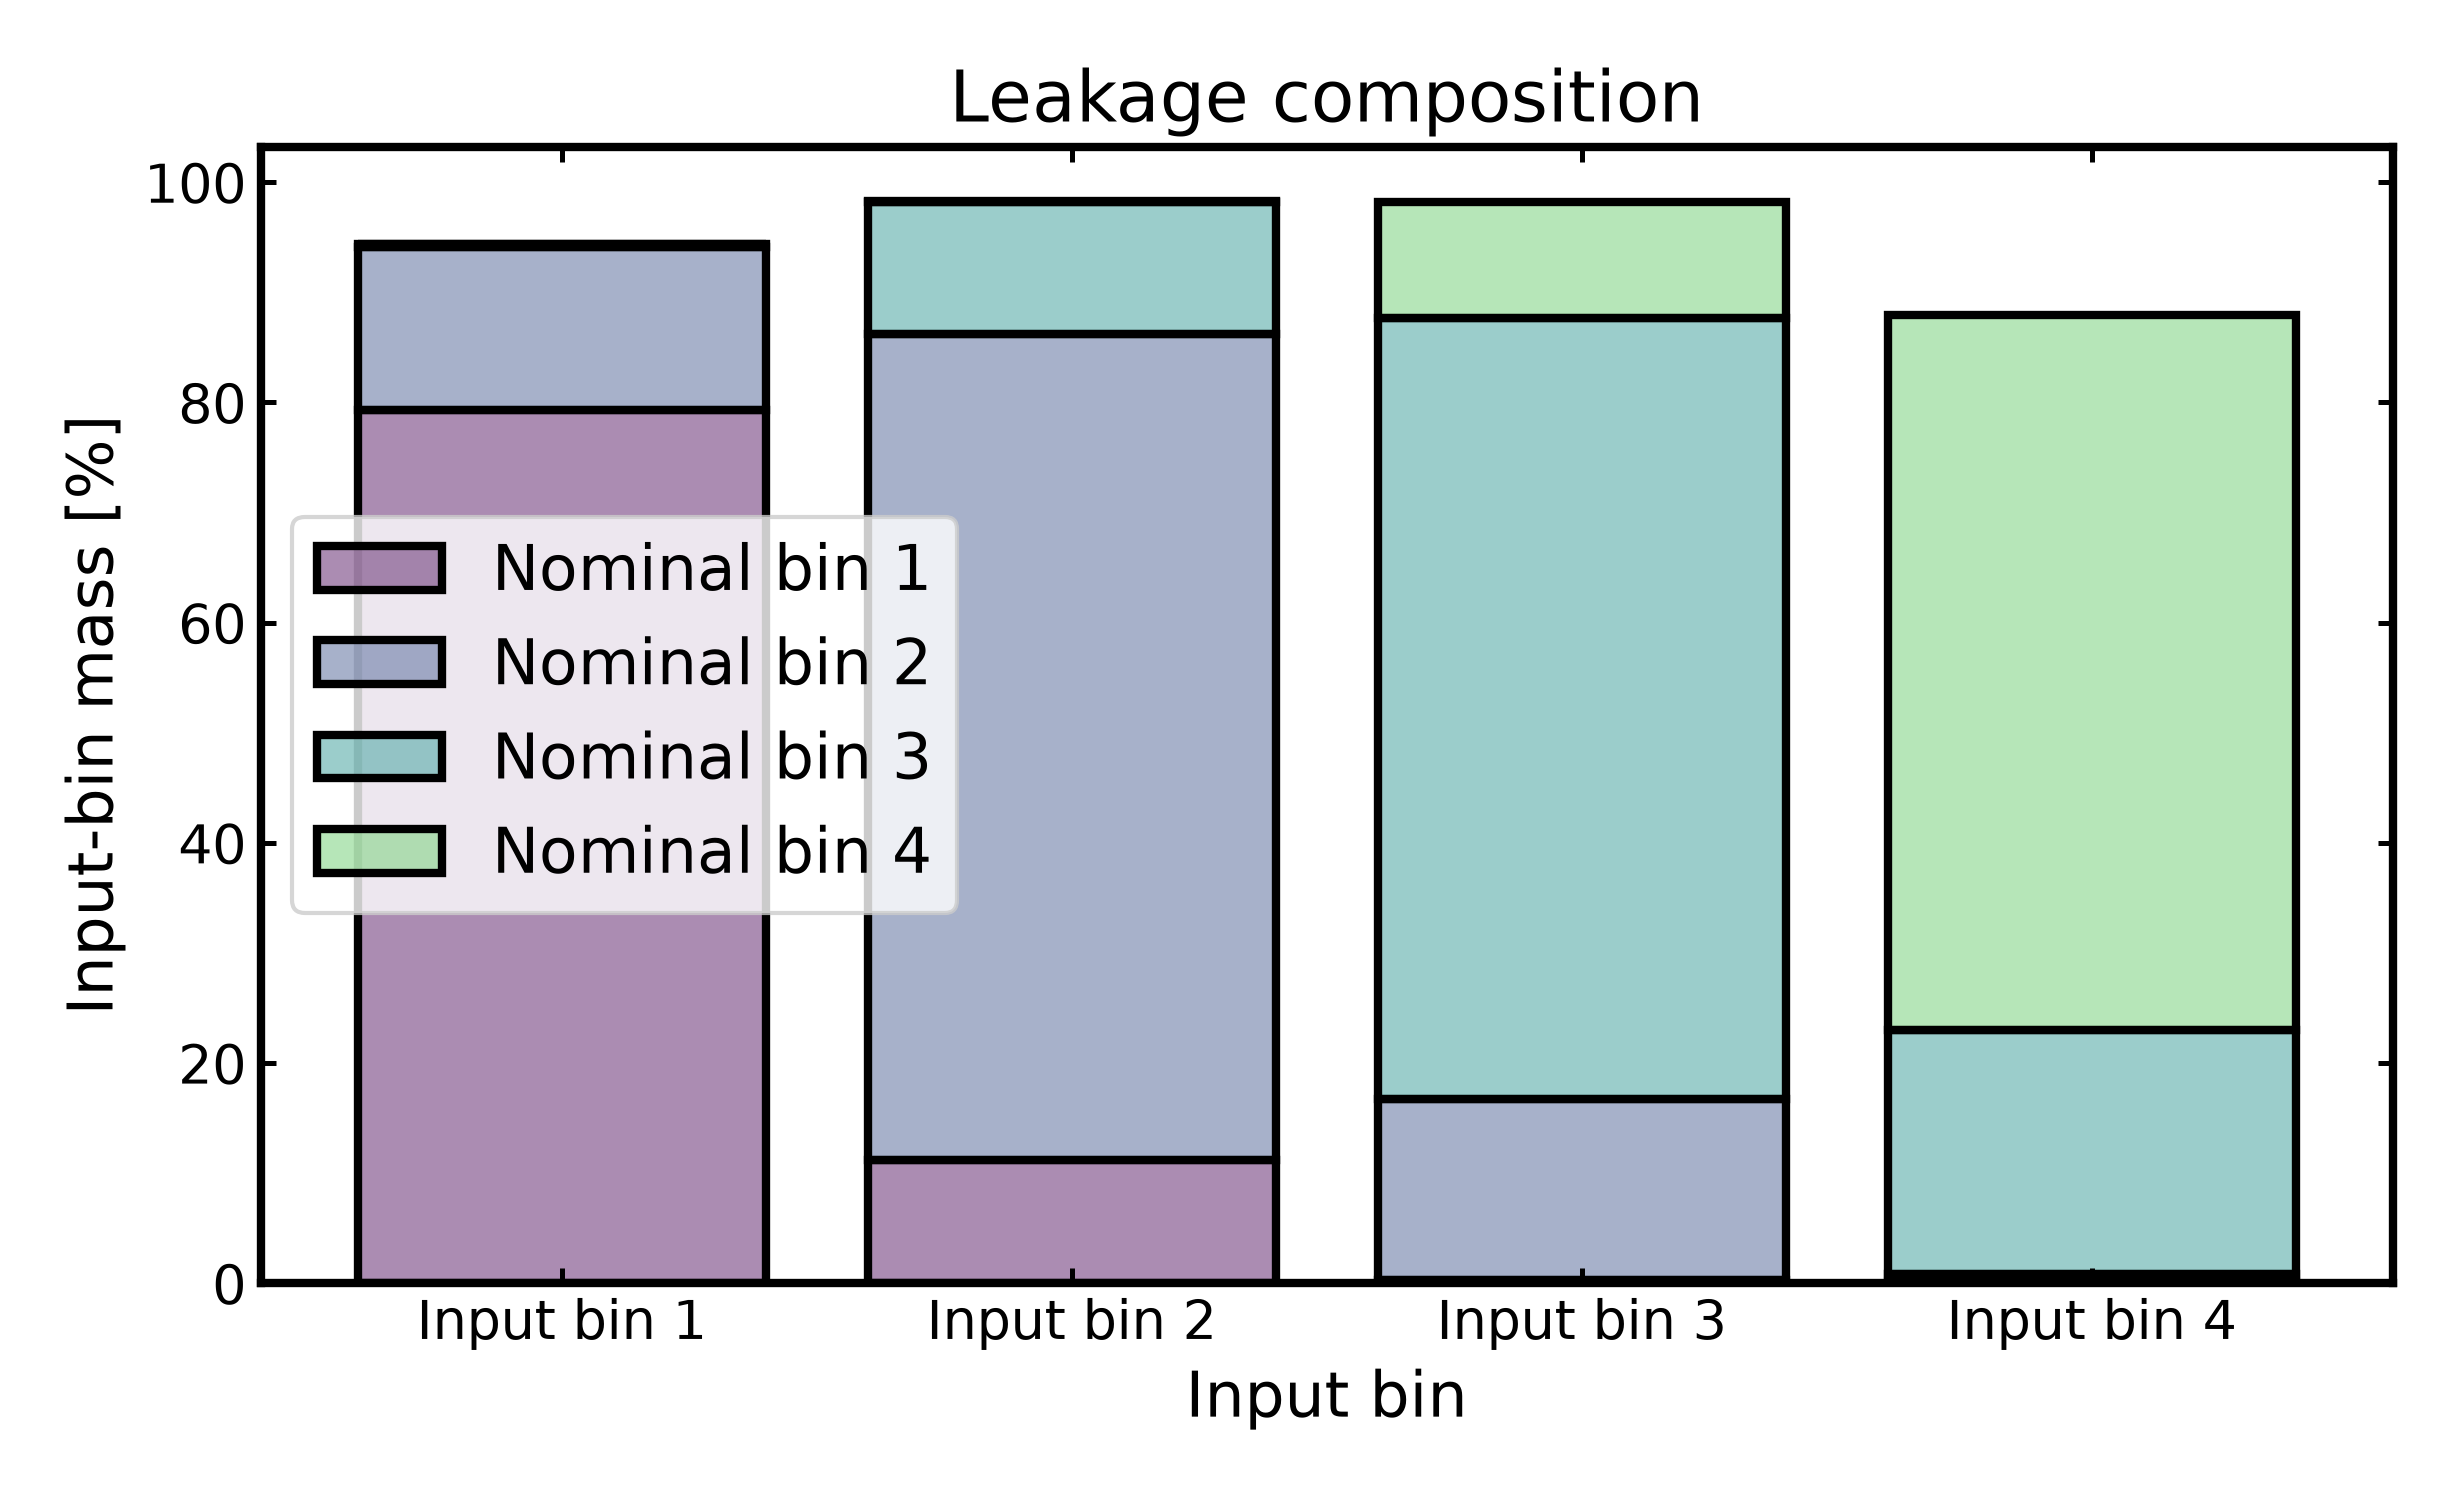 Leakage composition
Input-bin mass [%]
100
80
60
40
20
0
Nominal bin 1
Nominal bin 2
Nominal bin 3
Nominal bin 4
Input bin 1
Input bin 2
Input bin 3
Input bin 4
Input bin